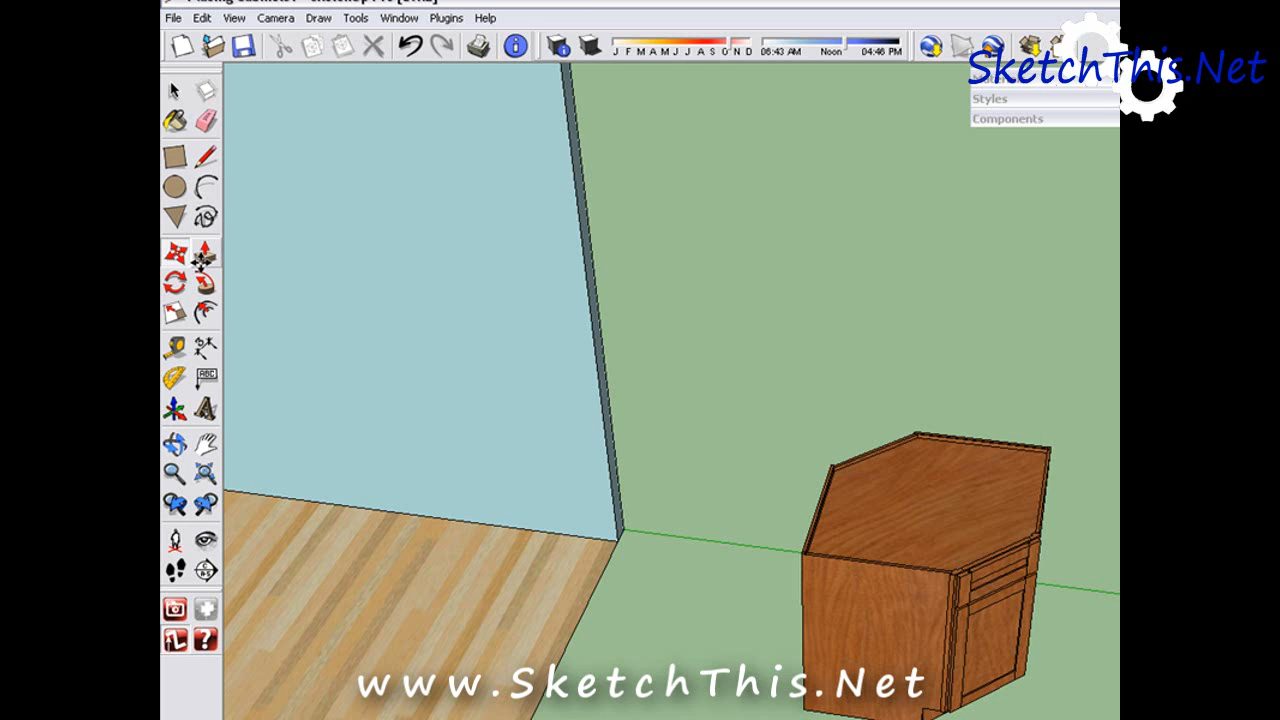 File Edit View Camera Draw Tools Window Plugins Help
J F M A M J J A S O N D 06:43 AM Noon 04:46 PM
SketchThis.Net
Styles
Components
ABC
www.SketchThis.Net